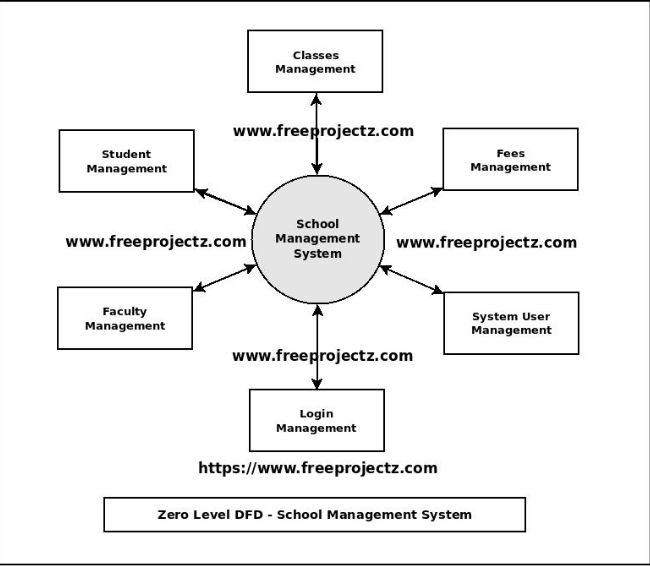 Classes
Management
www.freeprojectz.com
Student
Management
Fees
Management
School
Management
System
www.freeprojectz.com
www.freeprojectz.com
Faculty
Management
System User
Management
www.freeprojectz.com
Login
Management
https://www.freeprojectz.com
Zero Level DFD - School Management System